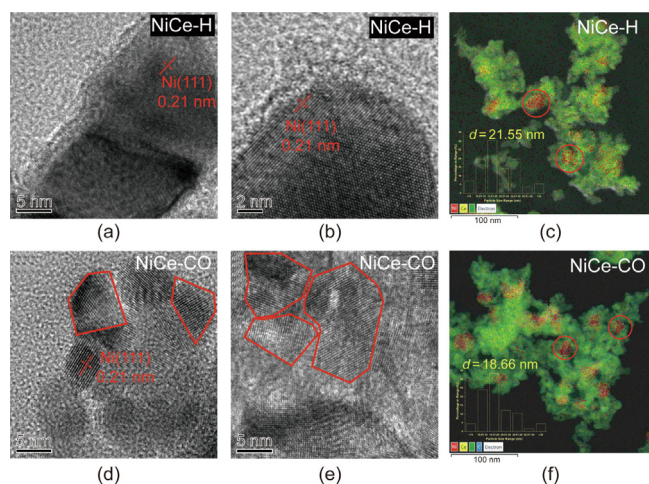 NiCe-H
Ni(111)
0.21 nm
5 nm
(a)
NiCe-H
Ni(111)
0.21 nm
2 nm
(b)
NiCe-H
d = 21.55 nm
Electron
100 nm
(c)
NiCe-CO
Ni(111)
0.21 nm
5 nm
(d)
NiCe-CO
5 nm
(e)
NiCe-CO
d = 18.66 nm
Electron
100 nm
(f)